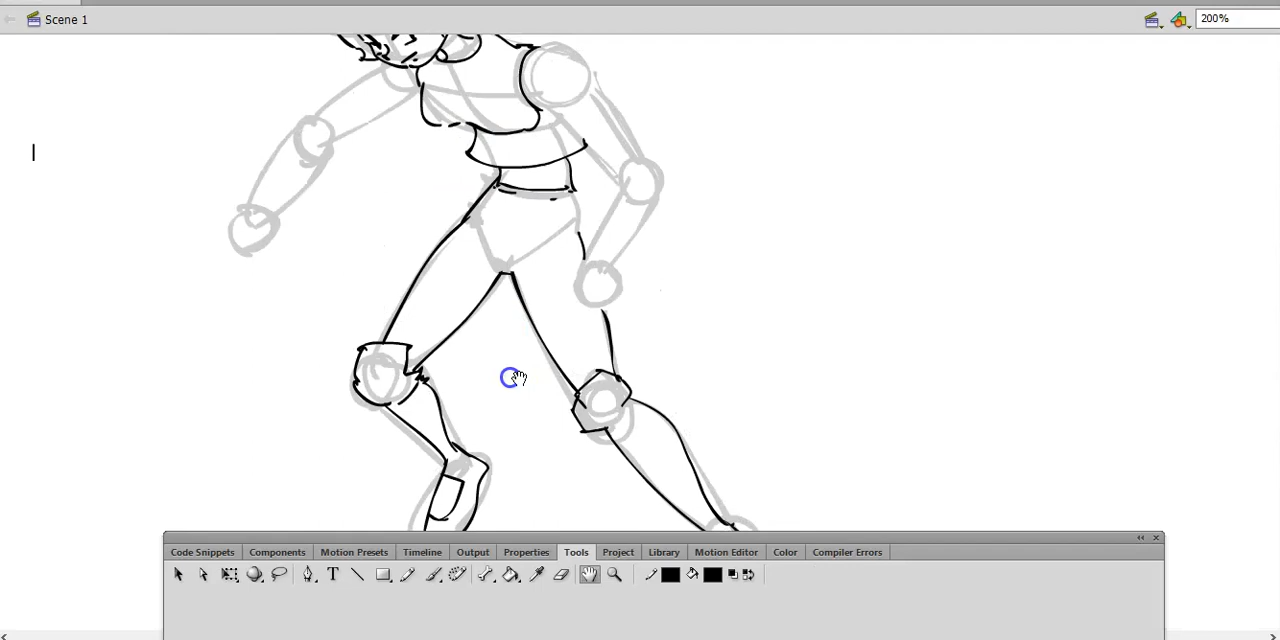 Scene 1
200%
Code Snippets Components Motion Presets Timeline Output Properties Tools Project Library Motion Editor Color Compiler Errors
T